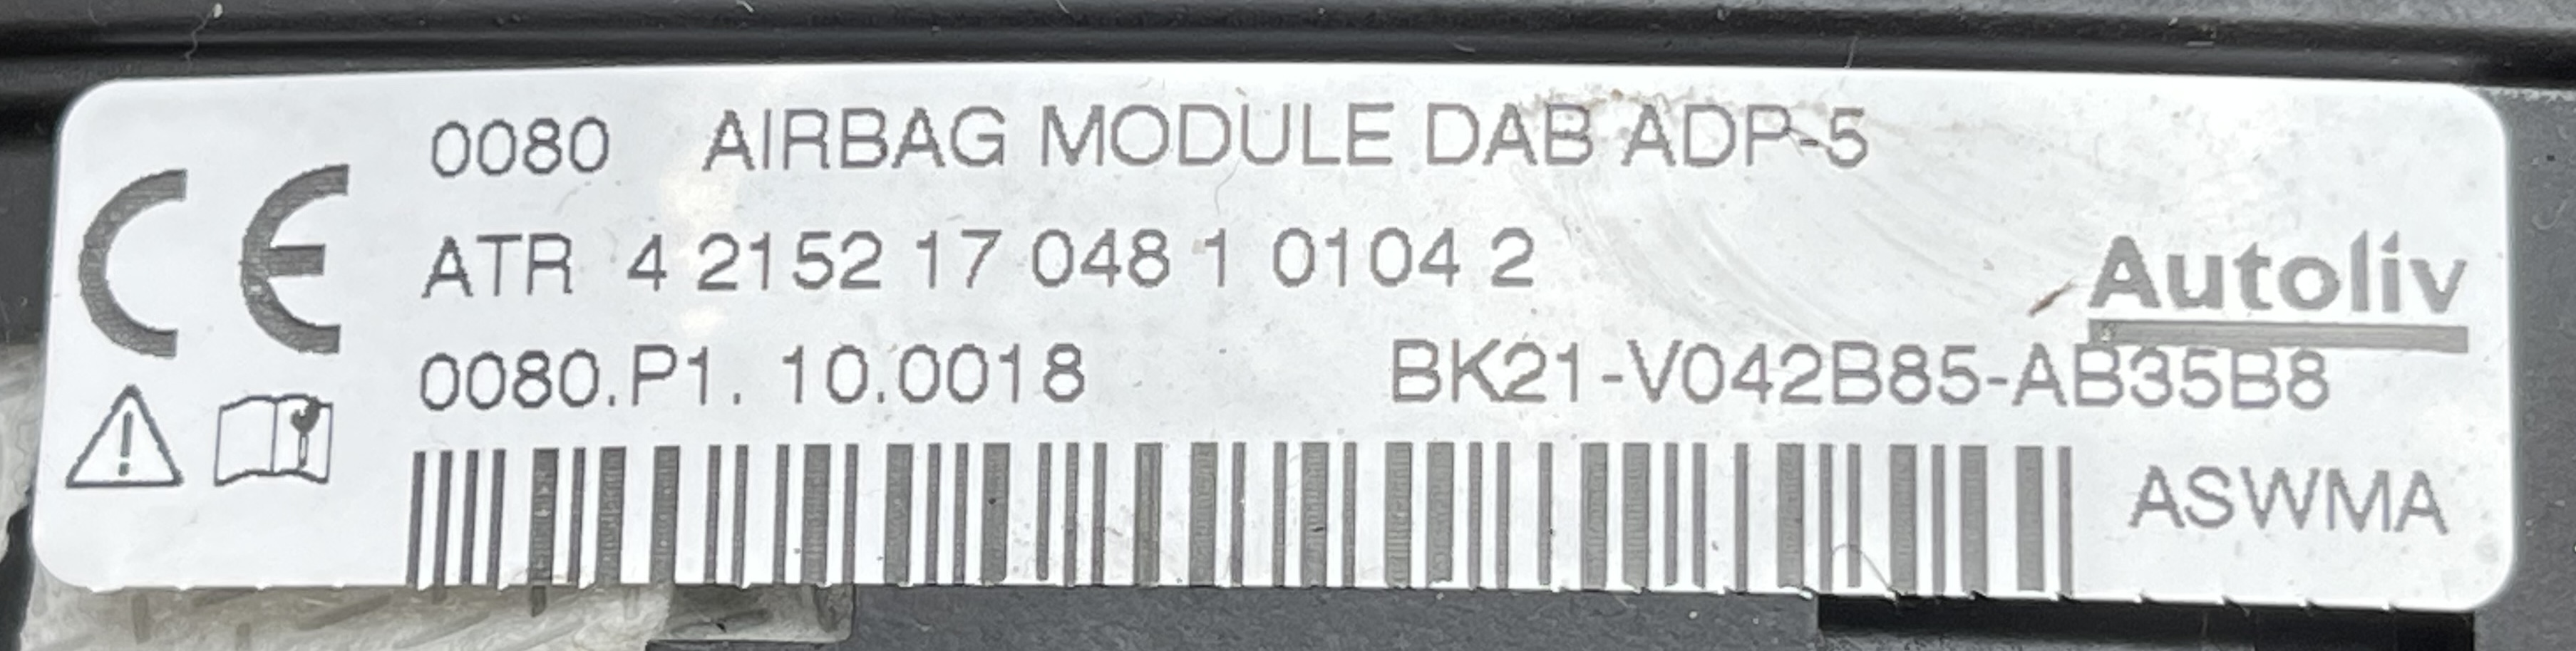 CE 0080 AIRBAG MODULE DAB ADP-5
ATR 4 2152 17 048 1 0104 2
Autoliv
0080.P1. 10.0018 BK21-V042B85-AB35B8
ASWMA